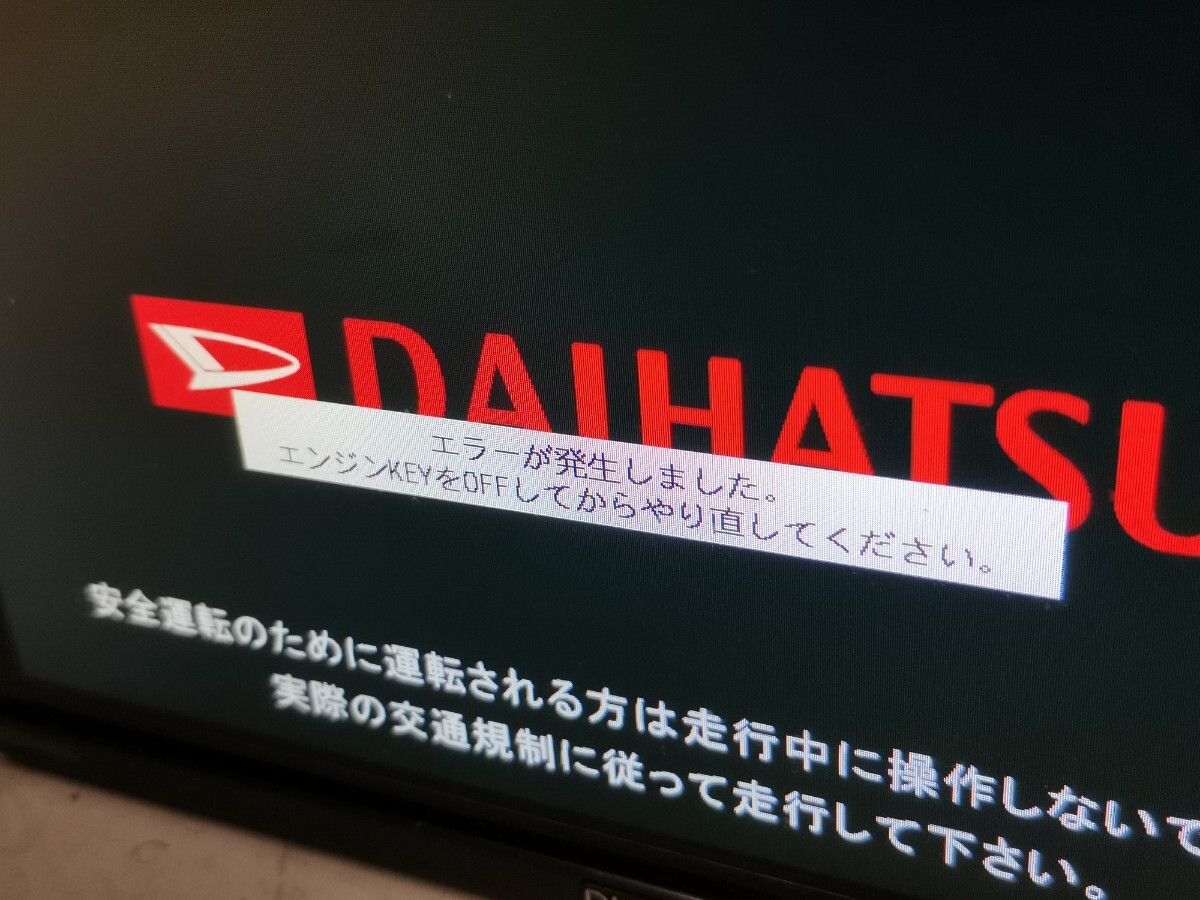 DAIHATSU
エラーが発生しました。
エンジンKEYをOFFしてからやり直してください。
安全運転のために運転される方は走行中に操作しないで
実際の交通規制に従って走行して下さい。